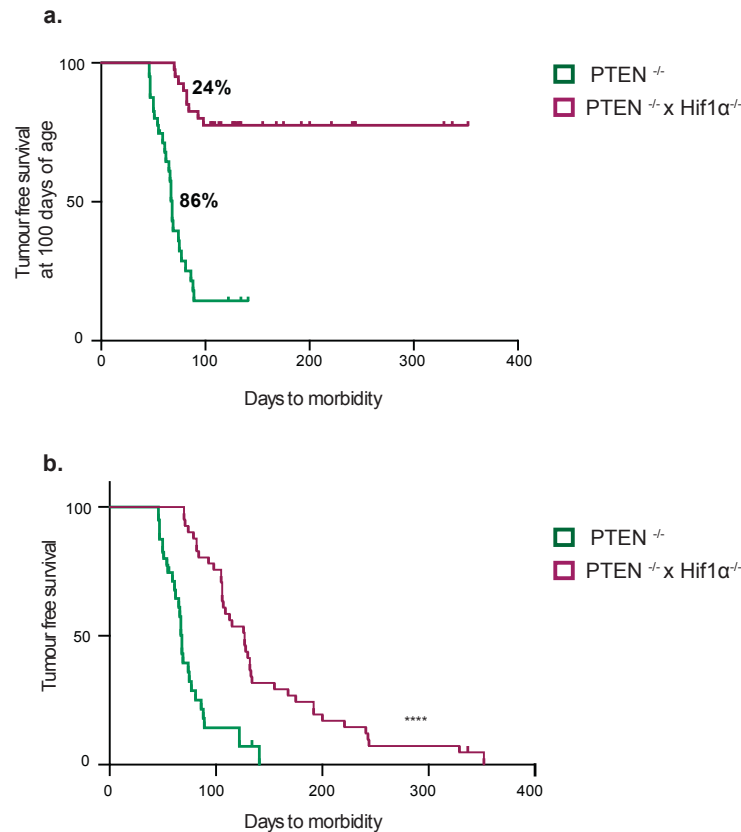 a.
100
50
0
0
100
200
300
400
24%
86%
Tumour free survival
at 100 days of age
Days to morbidity
PTEN -/-
PTEN -/- x Hif1α-/-
b.
100
50
0
0
100
200
300
400
****
Tumour free survival
Days to morbidity
PTEN -/-
PTEN -/- x Hif1α-/-